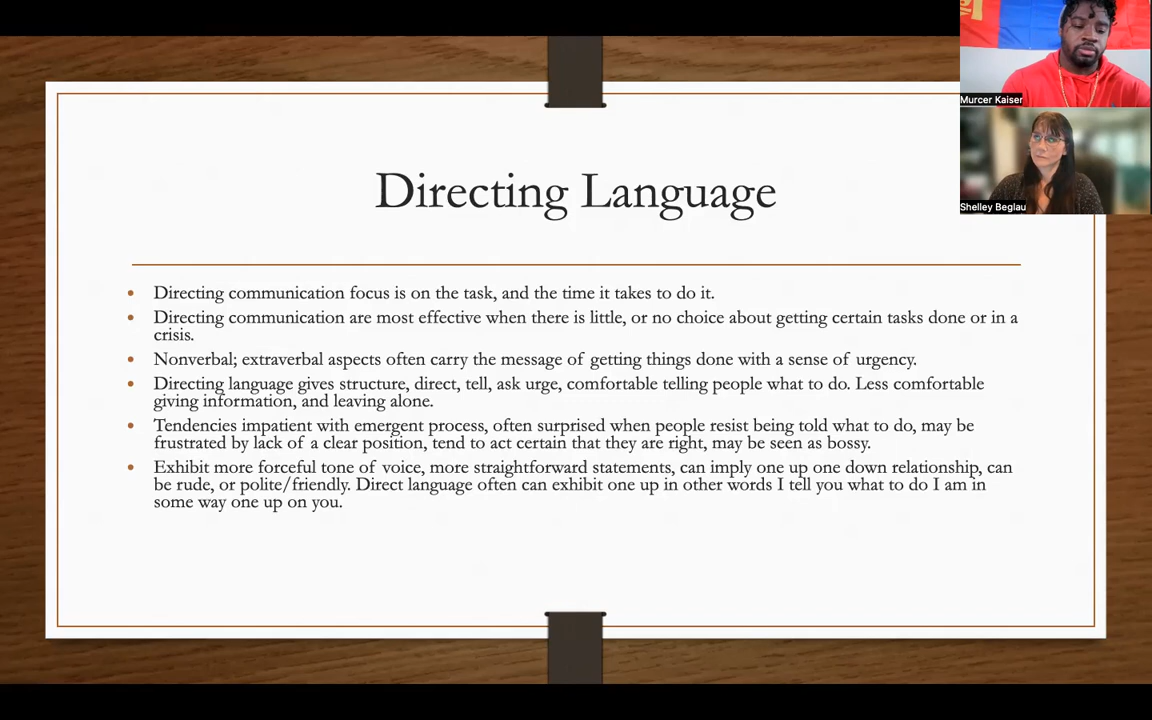 Directing Language
• Directing communication focus is on the task, and the time it takes to do it.
• Directing communication are most effective when there is little, or no choice about getting certain tasks done or in a
crisis.
• Nonverbal; extraverbal aspects often carry the message of getting things done with a sense of urgency.
• Directing language gives structure, direct, tell, ask urge, comfortable telling people what to do. Less comfortable
giving information, and leaving alone.
• Tendencies impatient with emergent process, often surprised when people resist being told what to do, may be
frustrated by lack of a clear position, tend to act certain that they are right, may be seen as bossy.
• Exhibit more forceful tone of voice, more straightforward statements, can imply one up one down relationship, can
be rude, or polite/friendly. Direct language often can exhibit one up in other words I tell you what to do I am in
some way one up on you.
Murcer Kaiser
Shelley Beglau